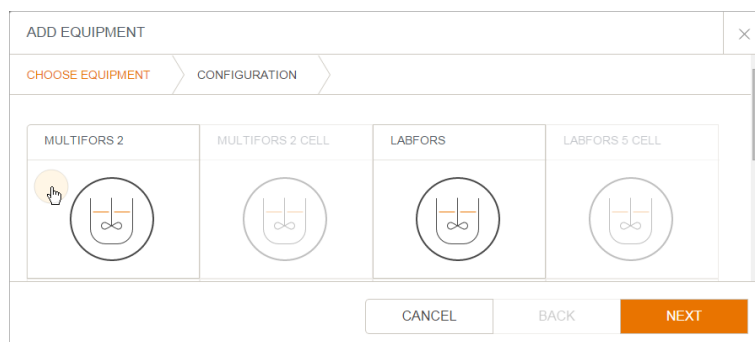 ADD EQUIPMENT
CHOOSE EQUIPMENT CONFIGURATION
MULTIFORS 2 MULTIFORS 2 CELL LABFORS LABFORS 5 CELL
CANCEL BACK NEXT